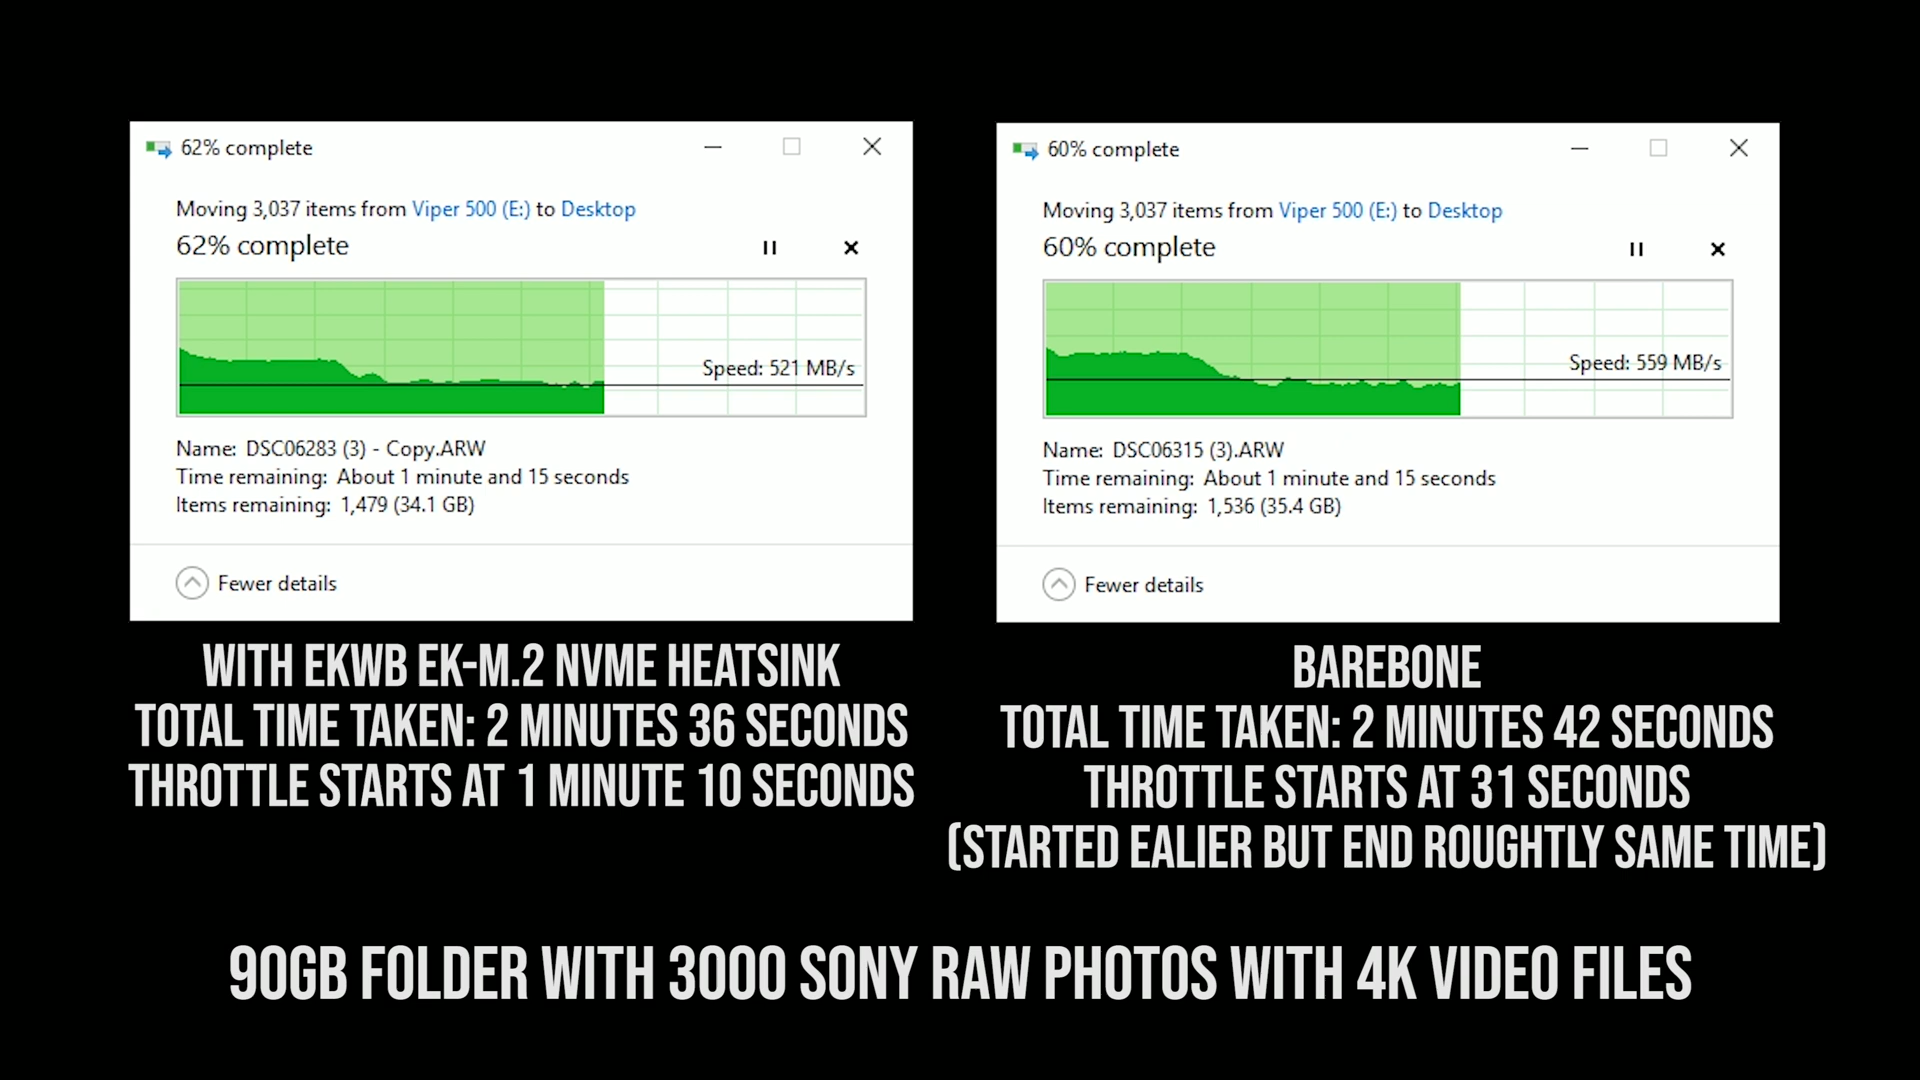 62% complete
Moving 3,037 items from Viper 500 (E:) to Desktop
62% complete
Speed: 521 MB/s
Name: DSC06283 (3) - Copy.ARW
Time remaining: About 1 minute and 15 seconds
Items remaining: 1,479 (34.1 GB)
Fewer details
WITH EKWB EK-M.2 NVME HEATSINK
TOTAL TIME TAKEN: 2 MINUTES 36 SECONDS
THROTTLE STARTS AT 1 MINUTE 10 SECONDS
60% complete
Moving 3,037 items from Viper 500 (E:) to Desktop
60% complete
Speed: 559 MB/s
Name: DSC06315 (3).ARW
Time remaining: About 1 minute and 15 seconds
Items remaining: 1,536 (35.4 GB)
Fewer details
BAREBONE
TOTAL TIME TAKEN: 2 MINUTES 42 SECONDS
THROTTLE STARTS AT 31 SECONDS
(STARTED EALIER BUT END ROUGHTLY SAME TIME)
90GB FOLDER WITH 3000 SONY RAW PHOTOS WITH 4K VIDEO FILES